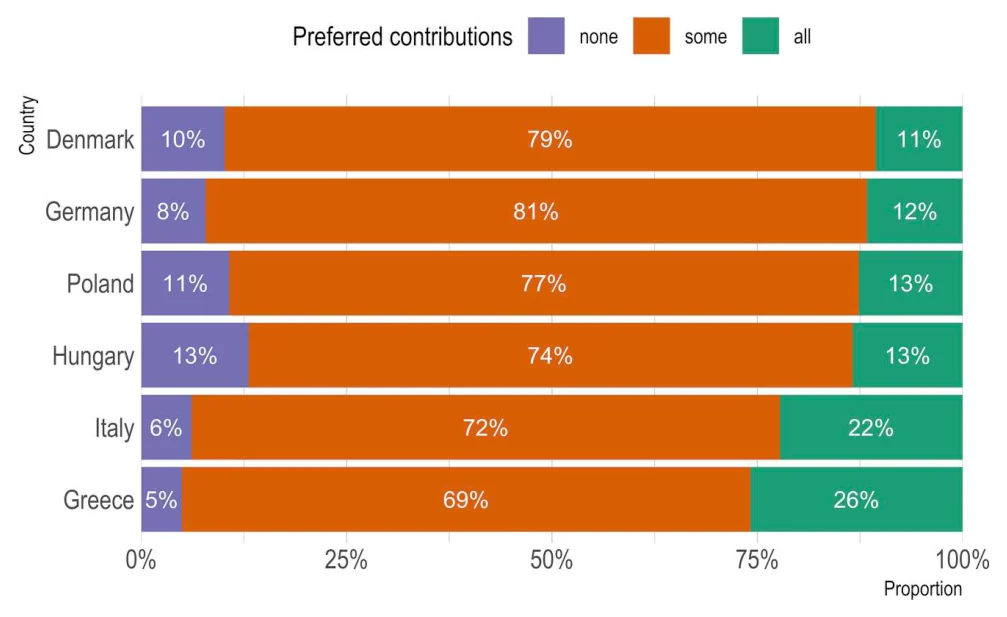 Preferred contributions none some all
Country
Denmark 10% 79% 11%
Germany 8% 81% 12%
Poland 11% 77% 13%
Hungary 13% 74% 13%
Italy 6% 72% 22%
Greece 5% 69% 26%
0% 25% 50% 75% 100%
Proportion